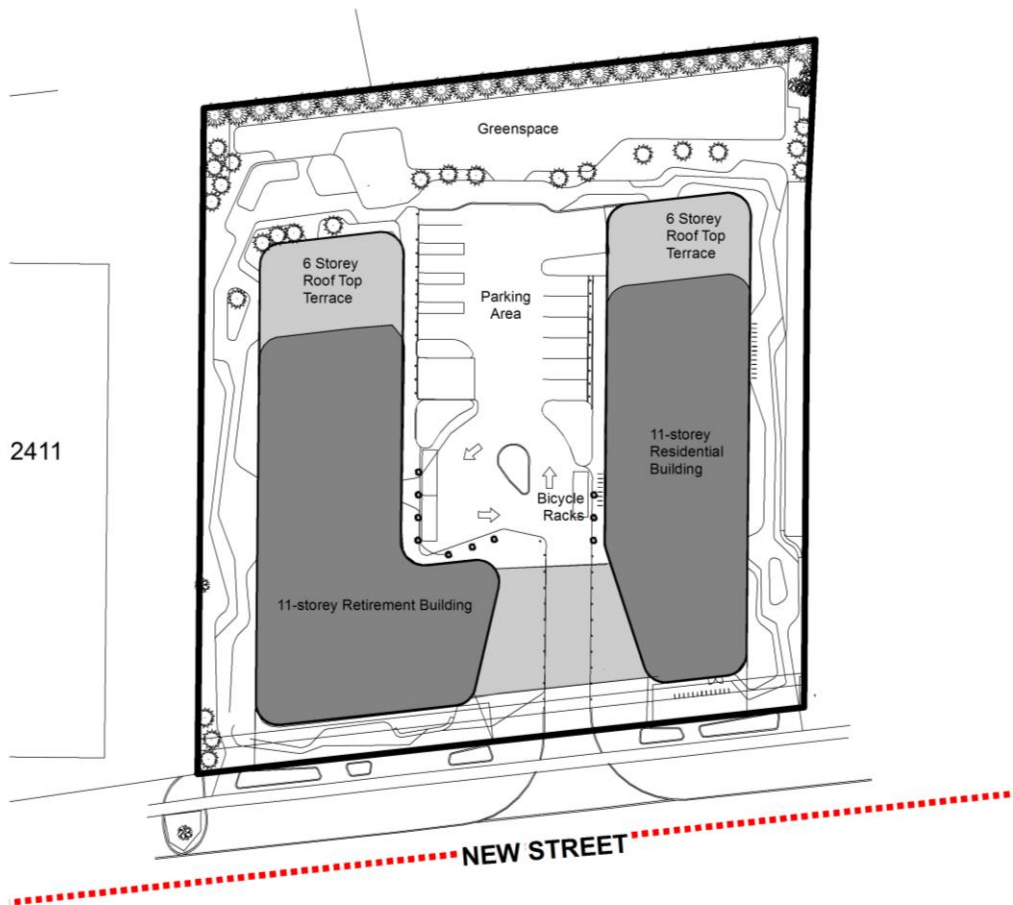 Greenspace
6 Storey
Roof Top
Terrace
6 Storey
Roof Top
Terrace
Parking
Area
2411
11-storey
Residential
Building
Bicycle
Racks
11-storey Retirement Building
NEW STREET